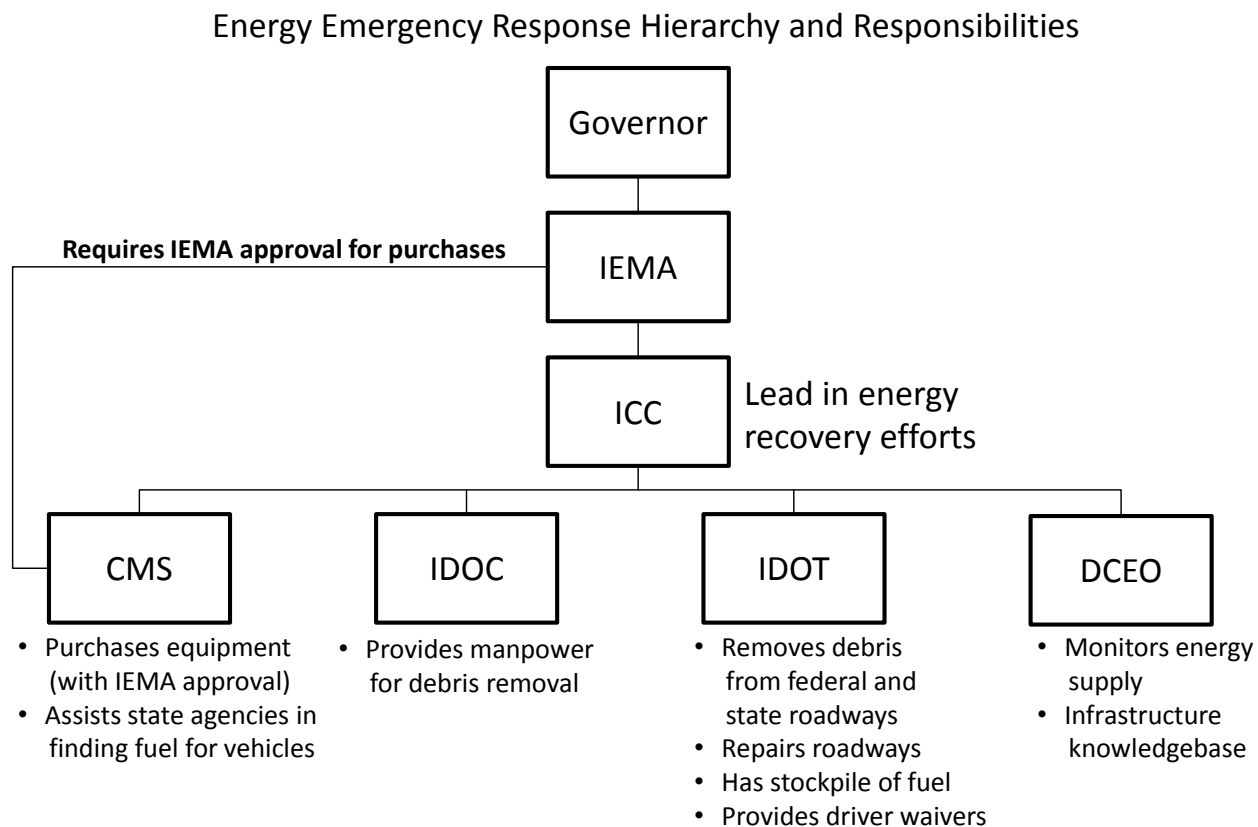 Energy Emergency Response Hierarchy and Responsibilities
Governor
Requires IEMA approval for purchases
IEMA
ICC
Lead in energy
recovery efforts
CMS
IDOC
IDOT
DCEO
• Purchases equipment
(with IEMA approval)
• Assists state agencies in
finding fuel for vehicles
• Provides manpower
for debris removal
• Removes debris
from federal and
state roadways
• Repairs roadways
• Has stockpile of fuel
• Provides driver waivers
• Monitors energy
supply
• Infrastructure
knowledgebase